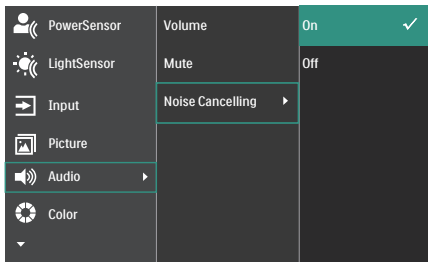 PowerSensor
LightSensor
Input
Picture
Audio
Color
Volume
Mute
Noise Cancelling
On
Off